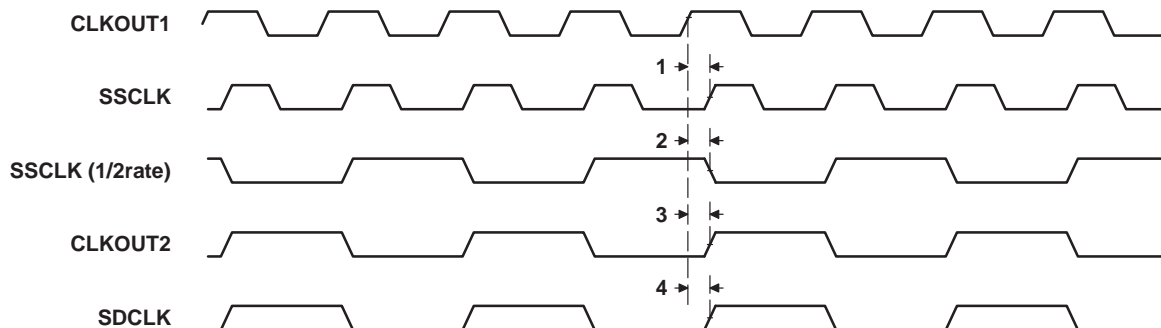 CLKOUT1
1
SSCLK
2
SSCLK (1/2rate)
3
CLKOUT2
4
SDCLK